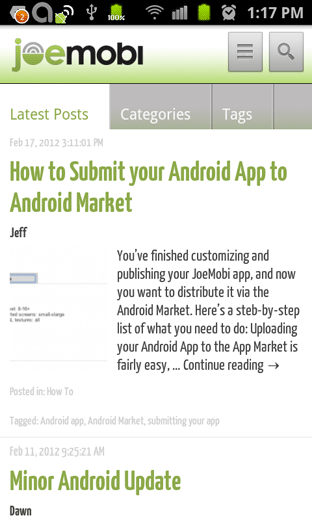 2
100%
1:17 PM
joemobi
Latest Posts
Categories
Tags
Feb 17, 2012 3:11:01 PM
How to Submit your Android App to
Android Market
Jeff
You've finished customizing and
publishing your JoeMobi app, and now
you want to distribute it via the
Android Market. Here's a steb-by-step
list of what you need to do: Uploading
your Android App to the App Market is
fairly easy, ... Continue reading →
Posted in: How To
Tagged: Android app, Android Market, submitting your app
Feb 11, 2012 9:25:21 AM
Minor Android Update
Dawn